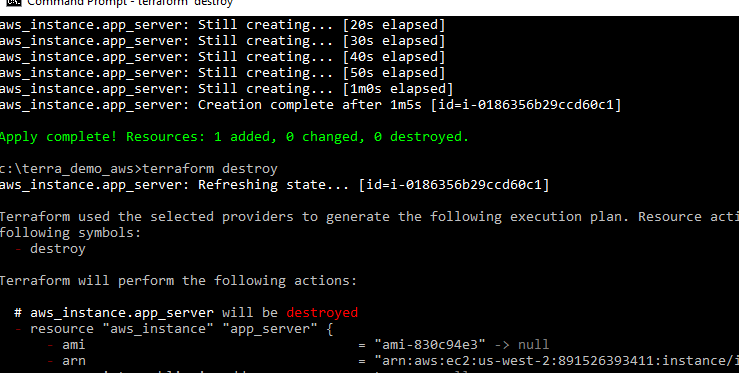 Command Prompt - terraform destroy
aws_instance.app_server: Still creating... [20s elapsed]
aws_instance.app_server: Still creating... [30s elapsed]
aws_instance.app_server: Still creating... [40s elapsed]
aws_instance.app_server: Still creating... [50s elapsed]
aws_instance.app_server: Still creating... [1m0s elapsed]
aws_instance.app_server: Creation complete after 1m5s [id=i-0186356b29ccd60c1]
Apply complete! Resources: 1 added, 0 changed, 0 destroyed.
c:\terra_demo_aws>terraform destroy
aws_instance.app_server: Refreshing state... [id=i-0186356b29ccd60c1]
Terraform used the selected providers to generate the following execution plan. Resource acti
following symbols:
- destroy
Terraform will perform the following actions:
# aws_instance.app_server will be destroyed
- resource "aws_instance" "app_server" {
- ami = "ami-830c94e3" -> null
- arn = "arn:aws:ec2:us-west-2:891526393411:instance/i